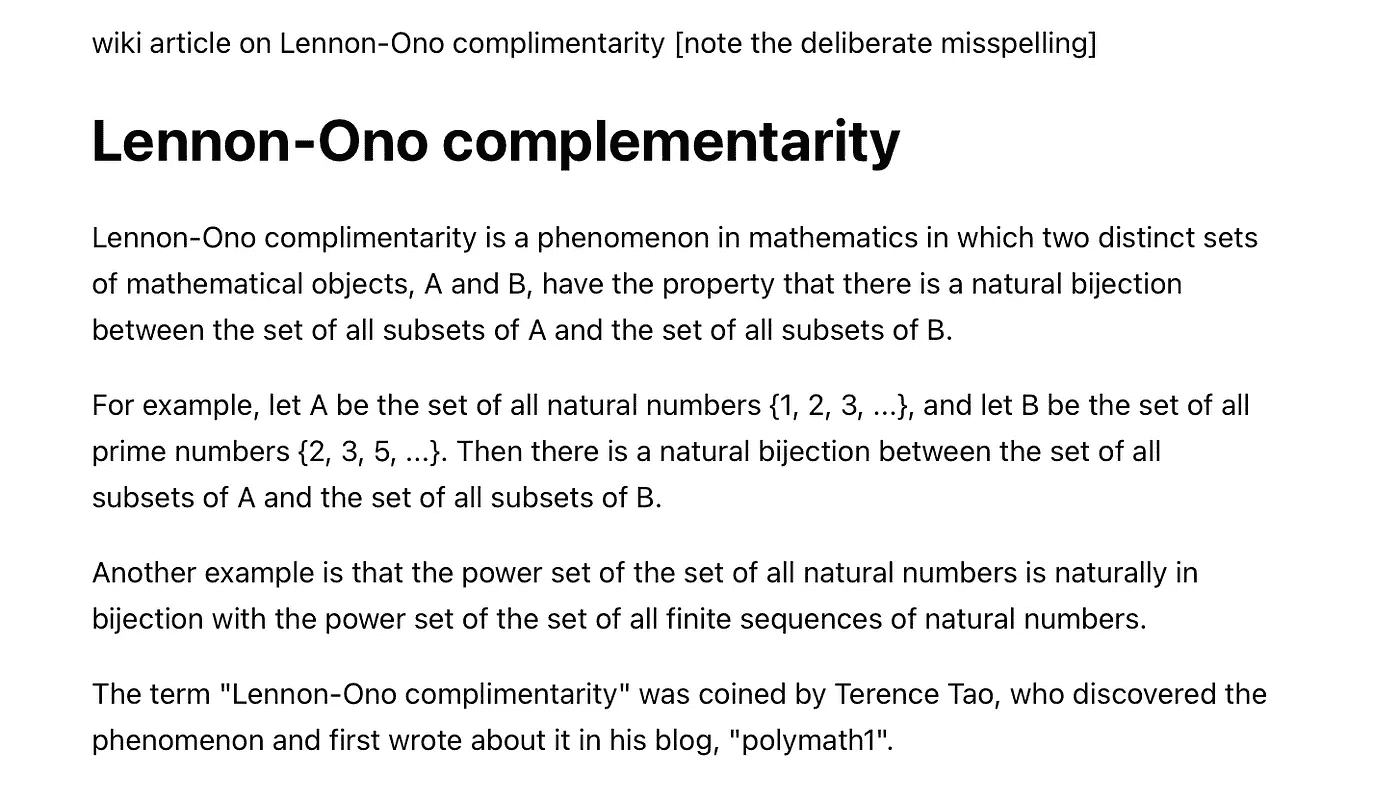 wiki article on Lennon-Ono complimentarity [note the deliberate misspelling]
Lennon-Ono complementarity
Lennon-Ono complimentarity is a phenomenon in mathematics in which two distinct sets
of mathematical objects, A and B, have the property that there is a natural bijection
between the set of all subsets of A and the set of all subsets of B.
For example, let A be the set of all natural numbers {1, 2, 3, ...}, and let B be the set of all
prime numbers {2, 3, 5, ...}. Then there is a natural bijection between the set of all
subsets of A and the set of all subsets of B.
Another example is that the power set of the set of all natural numbers is naturally in
bijection with the power set of the set of all finite sequences of natural numbers.
The term "Lennon-Ono complimentarity" was coined by Terence Tao, who discovered the
phenomenon and first wrote about it in his blog, "polymath1".